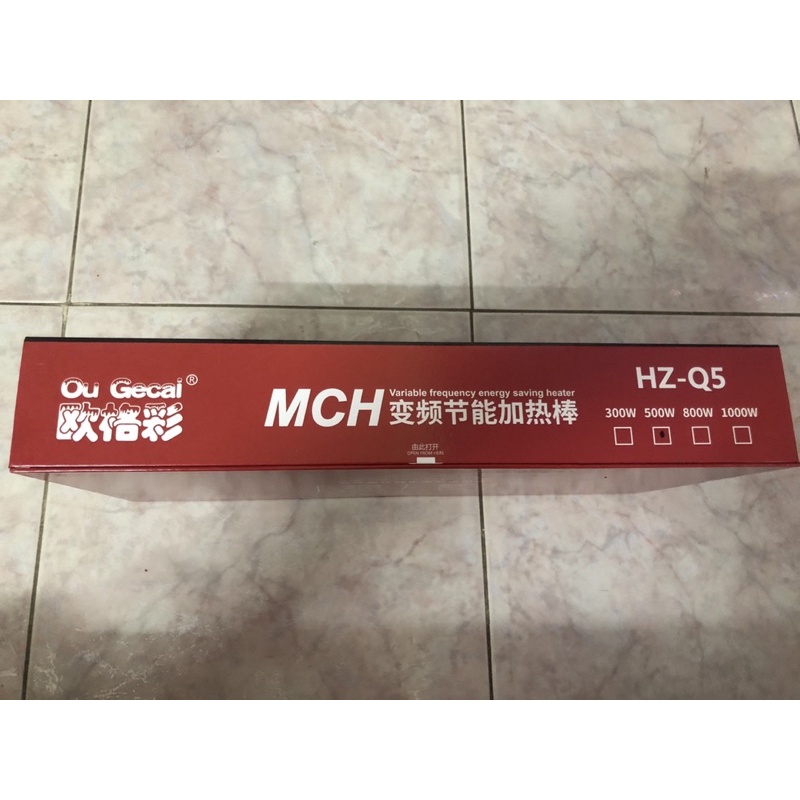 Ou Gecai®
欧格彩
MCH
Variable frequency energy saving heater
变频节能加热棒
HZ-Q5
300W 500W 800W 1000W
由此打开
OPEN FROM HERE